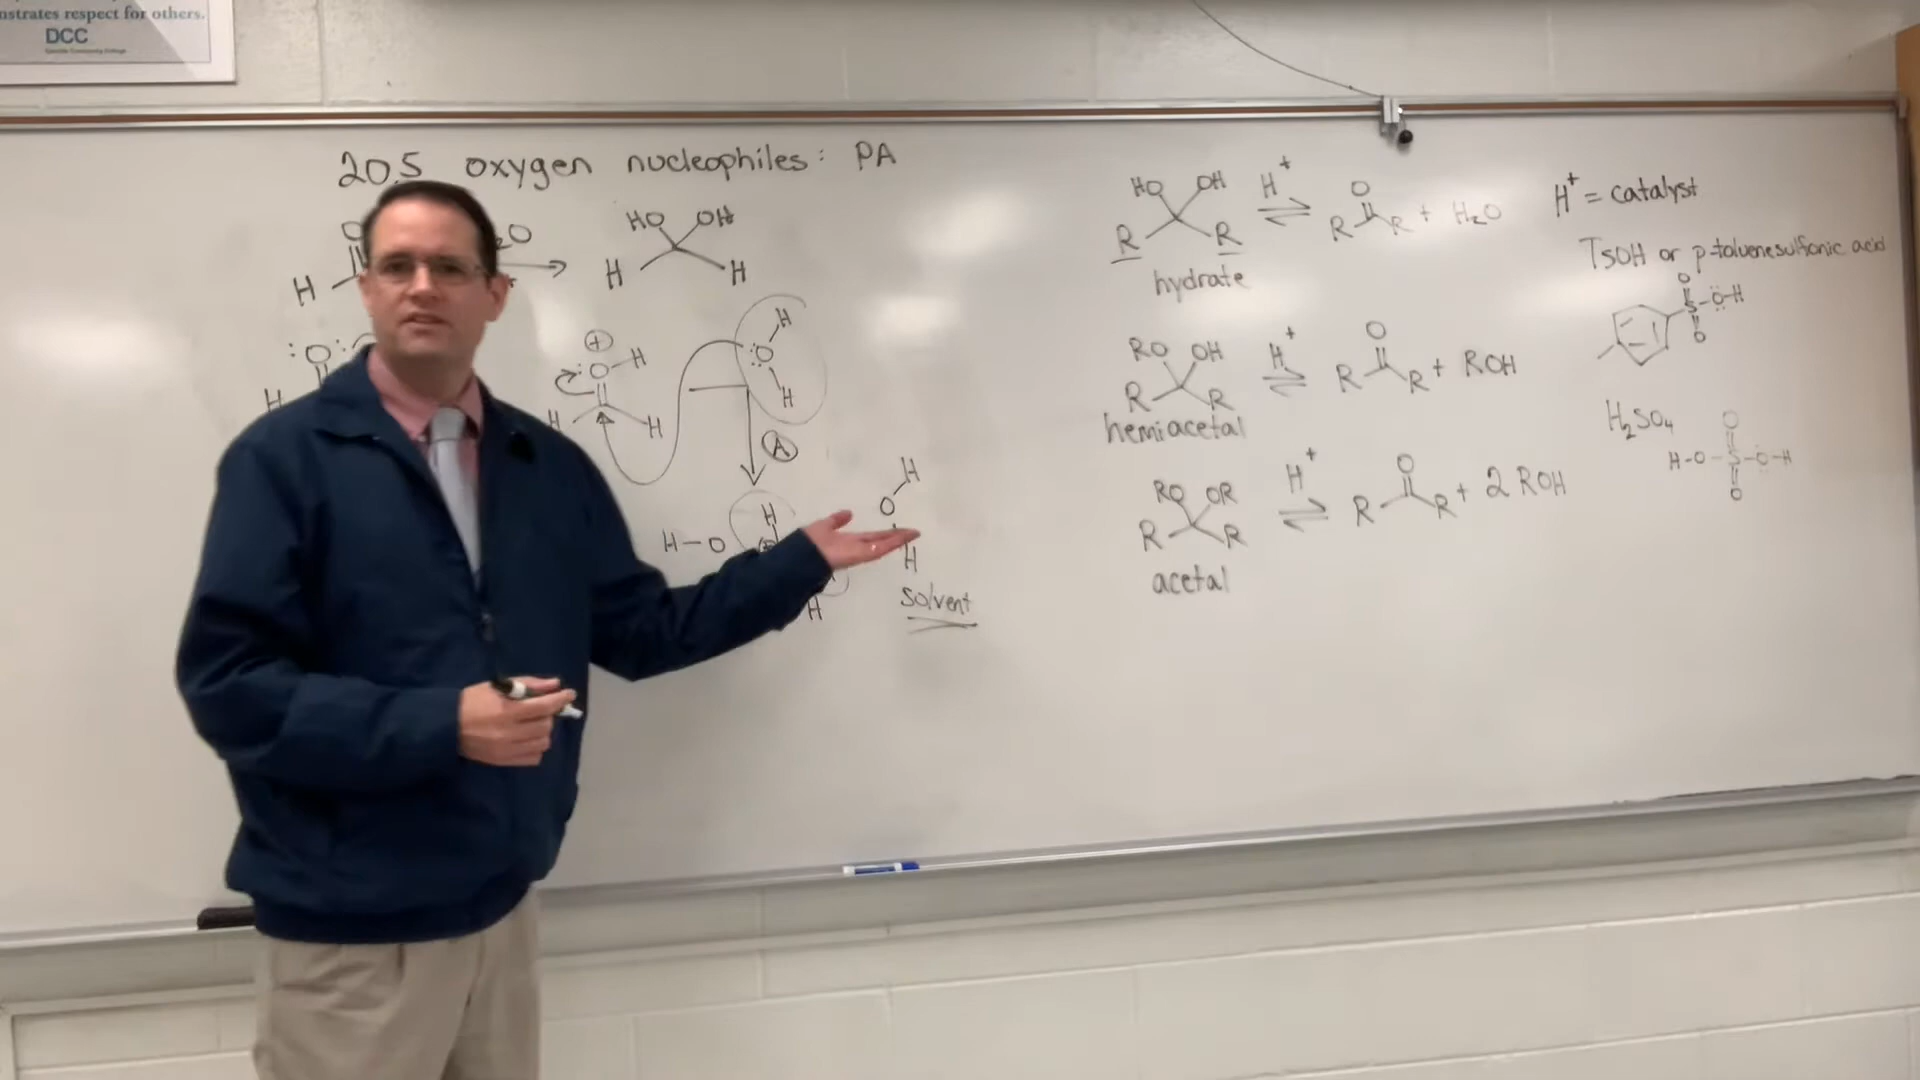 nstrates respect for others.
DCC
20.5 oxygen nucleophiles: PA
HO OH
H H
H
:O:
H
⊕
:O-H
H H
H
:O:
H
Ⓐ
H-O
H
H
H
O
H
solvent
HO OH
R R
hydrate
H+
⇌
O
R R + H2O
RO OH
R R
hemiacetal
H+
⇌
O
R R + ROH
RO OR
R R
acetal
H+
⇌
O
R R + 2 ROH
H+ = catalyst
TsOH or p-toluenesulfonic acid
O
S-O-H
O
H2SO4
O
H-O-S-O-H
O